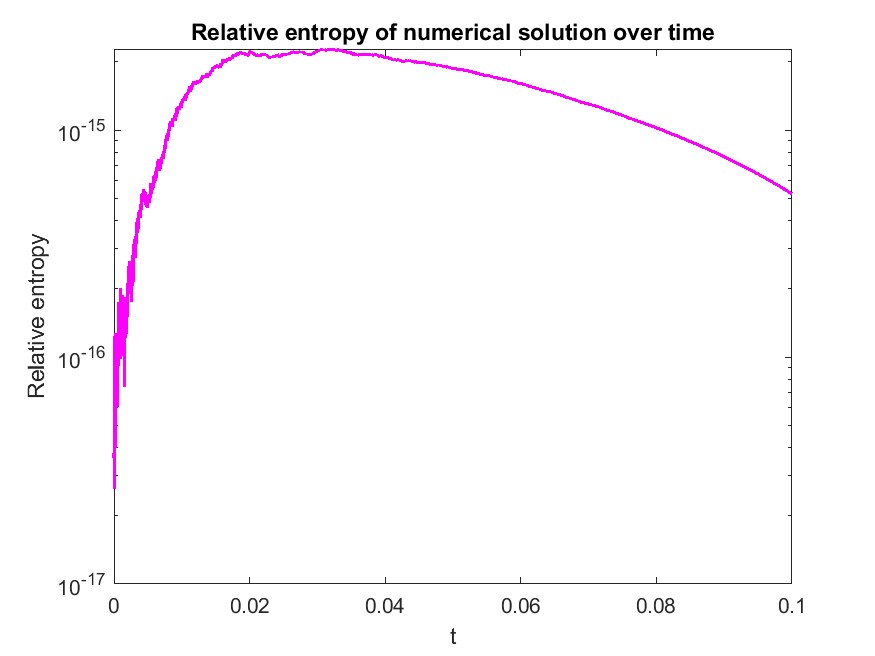 Relative entropy of numerical solution over time
Relative entropy
10^-15
10^-16
10^-17
0 0.02 0.04 0.06 0.08 0.1
t